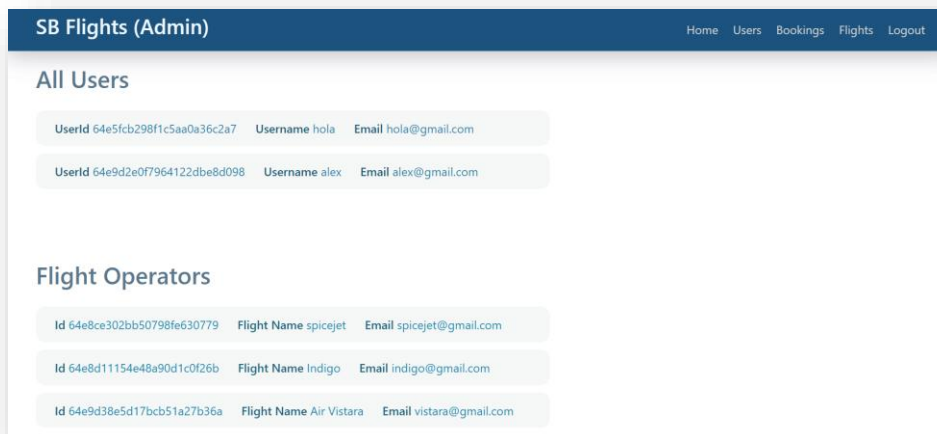 SB Flights (Admin)
Home Users Bookings Flights Logout
All Users
UserId 64e5fcb298f1c5aa0a36c2a7 Username hola Email hola@gmail.com
UserId 64e9d2e0f7964122dbe8d098 Username alex Email alex@gmail.com
Flight Operators
Id 64e8ce302bb50798fe630779 Flight Name spicejet Email spicejet@gmail.com
Id 64e8d11154e48a90d1c0f26b Flight Name Indigo Email indigo@gmail.com
Id 64e9d38e5d17bcb51a27b36a Flight Name Air Vistara Email vistara@gmail.com